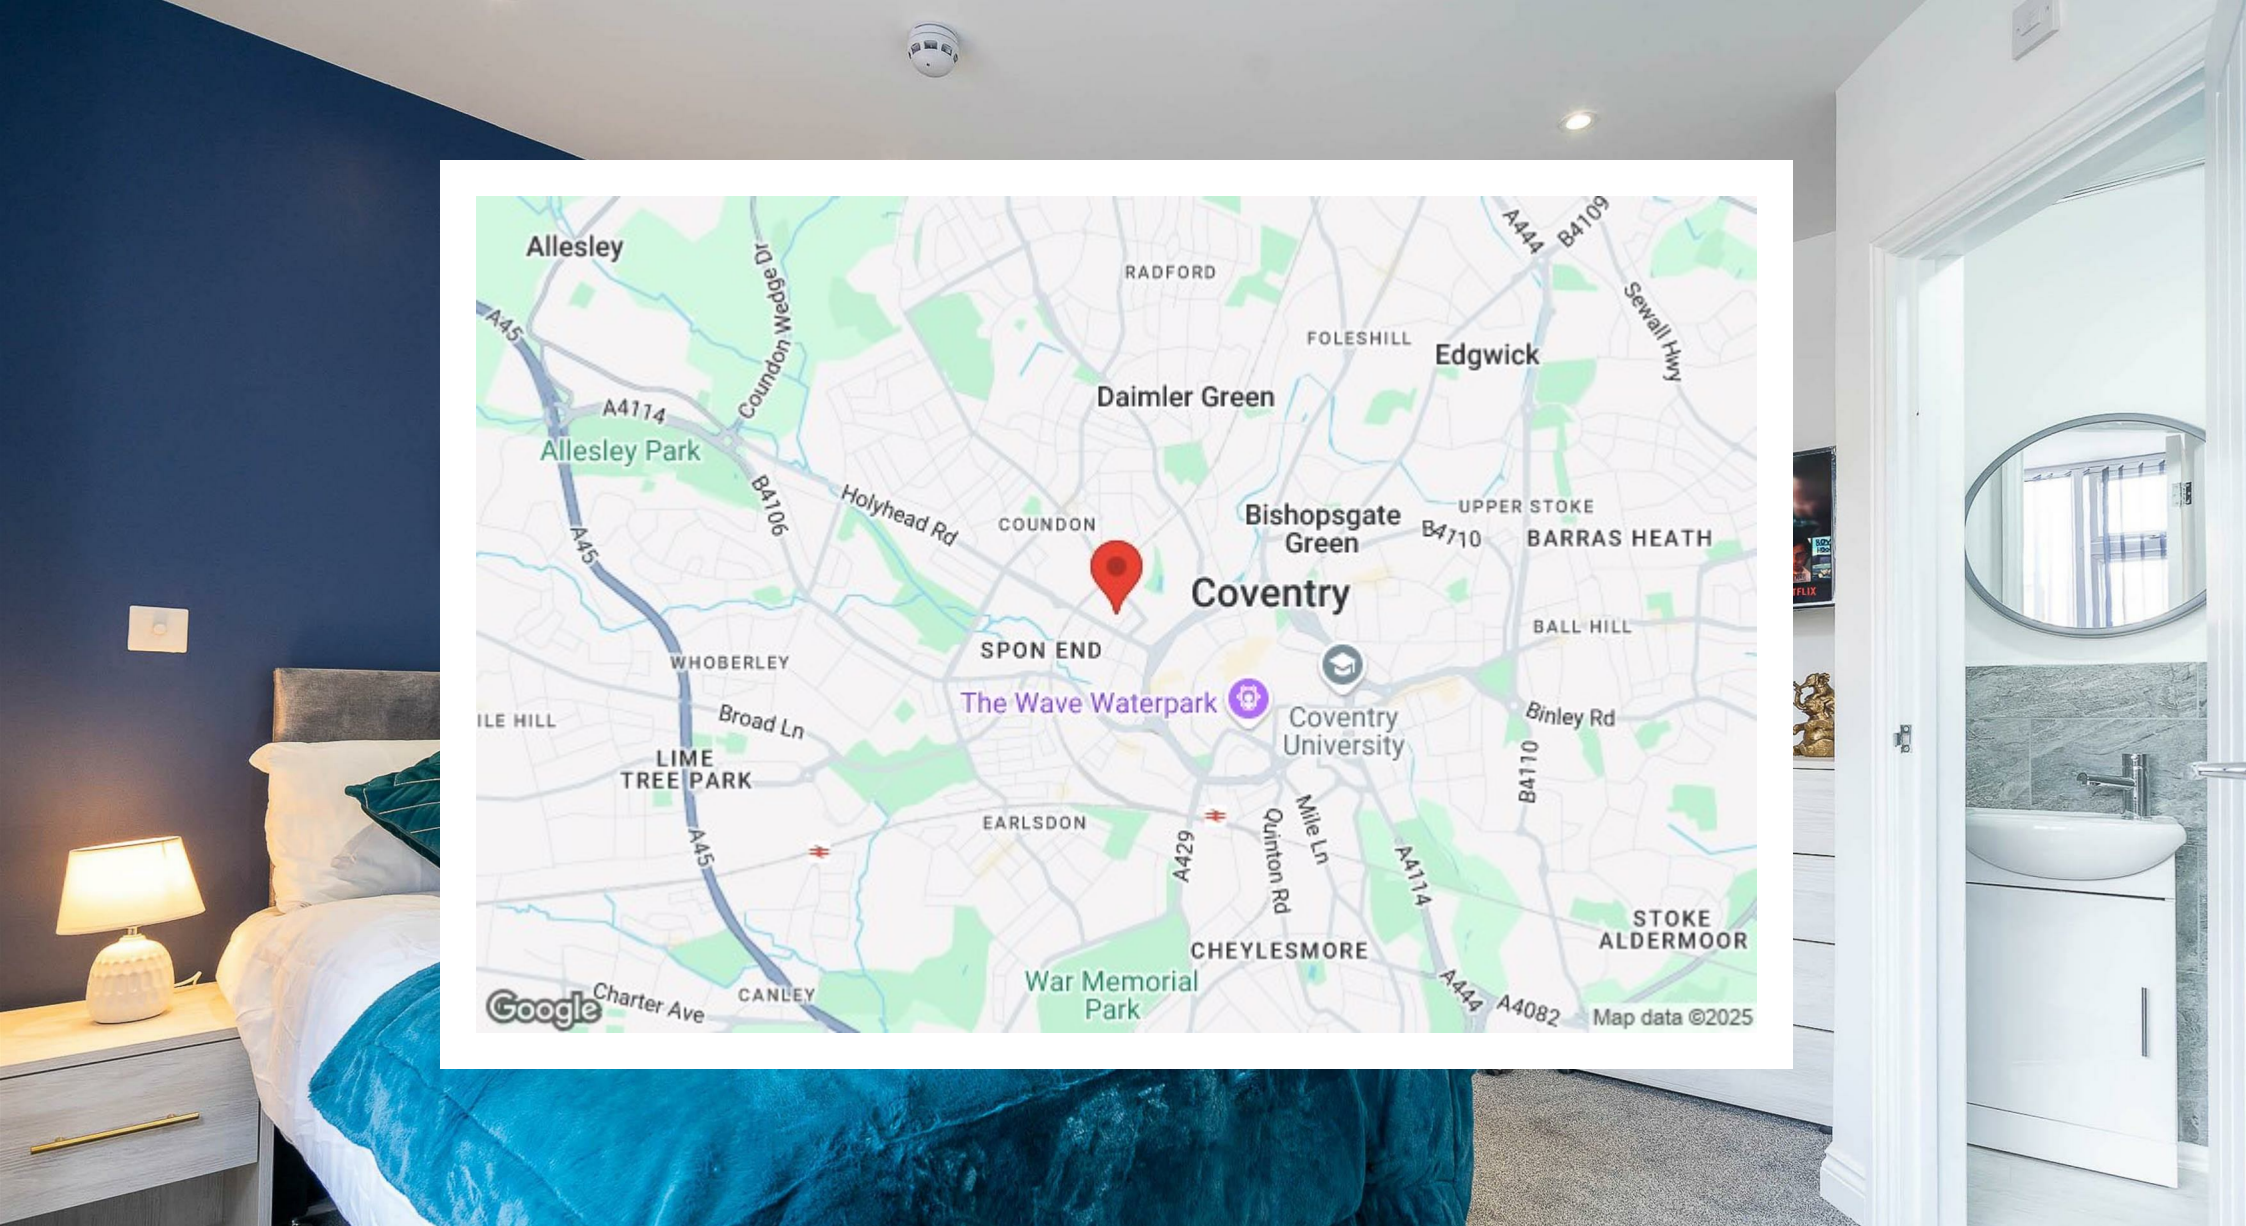 Allesley
Coundon Wedge Dr
RADFORD
A444
B4109
Sewall Hwy
A45
FOLESHILL
Edgwick
Daimler Green
A4114
Allesley Park
B4106
Holyhead Rd
COUNDON
Bishopsgate
Green
B4710
UPPER STOKE
BARRAS HEATH
A45
Coventry
BALL HILL
SPON END
WHOBERLEY
The Wave Waterpark
Coventry
University
Binley Rd
ILE HILL
Broad Ln
LIME
TREE PARK
B4110
EARLSDON
A45
A429
Quinton Rd
Mile Ln
A4114
STOKE
ALDERMOOR
CHEYLESMORE
War Memorial
Park
CANLEY
Charter Ave
A444
A4082
Google
Map data ©2025